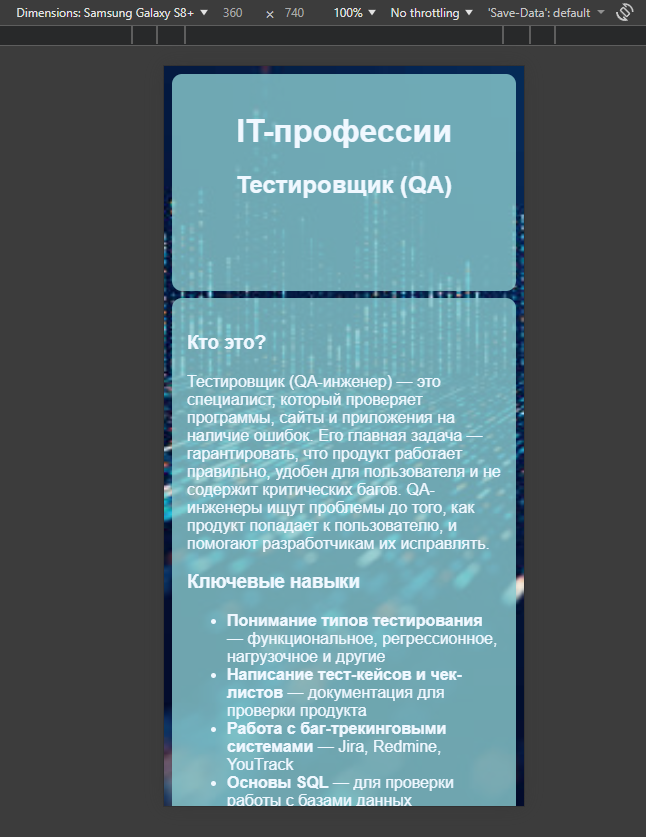 Dimensions: Samsung Galaxy S8+ 360 × 740 100% No throttling 'Save-Data': default
IT-профессии
Тестировщик (QA)
Кто это?
Тестировщик (QA-инженер) — это
специалист, который проверяет
программы, сайты и приложения на
наличие ошибок. Его главная задача —
гарантировать, что продукт работает
правильно, удобен для пользователя и не
содержит критических багов. QA-
инженеры ищут проблемы до того, как
продукт попадает к пользователю, и
помогают разработчикам их исправлять.
Ключевые навыки
• Понимание типов тестирования
— функциональное, регрессионное,
нагрузочное и другие
• Написание тест-кейсов и чек-
листов — документация для
проверки продукта
• Работа с баг-трекинговыми
системами — Jira, Redmine,
YouTrack
• Основы SQL — для проверки
работы с базами данных